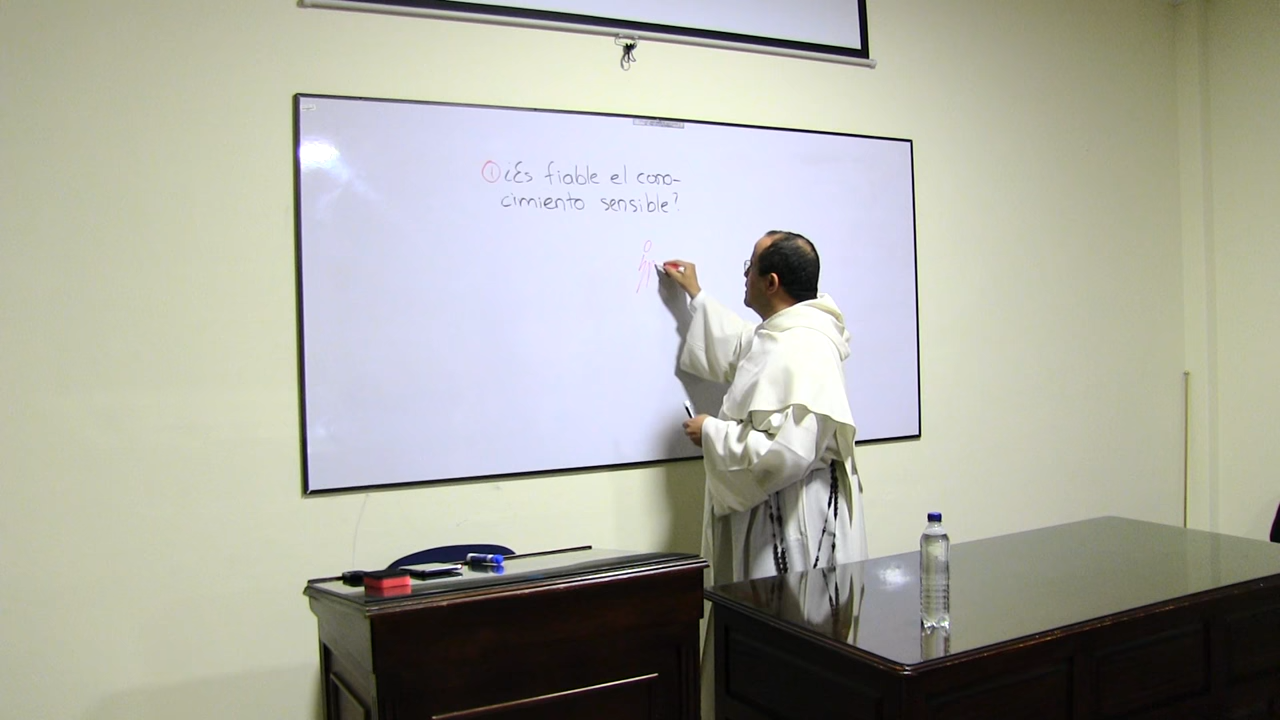 ① ¿Es fiable el cono-
cimiento sensible?